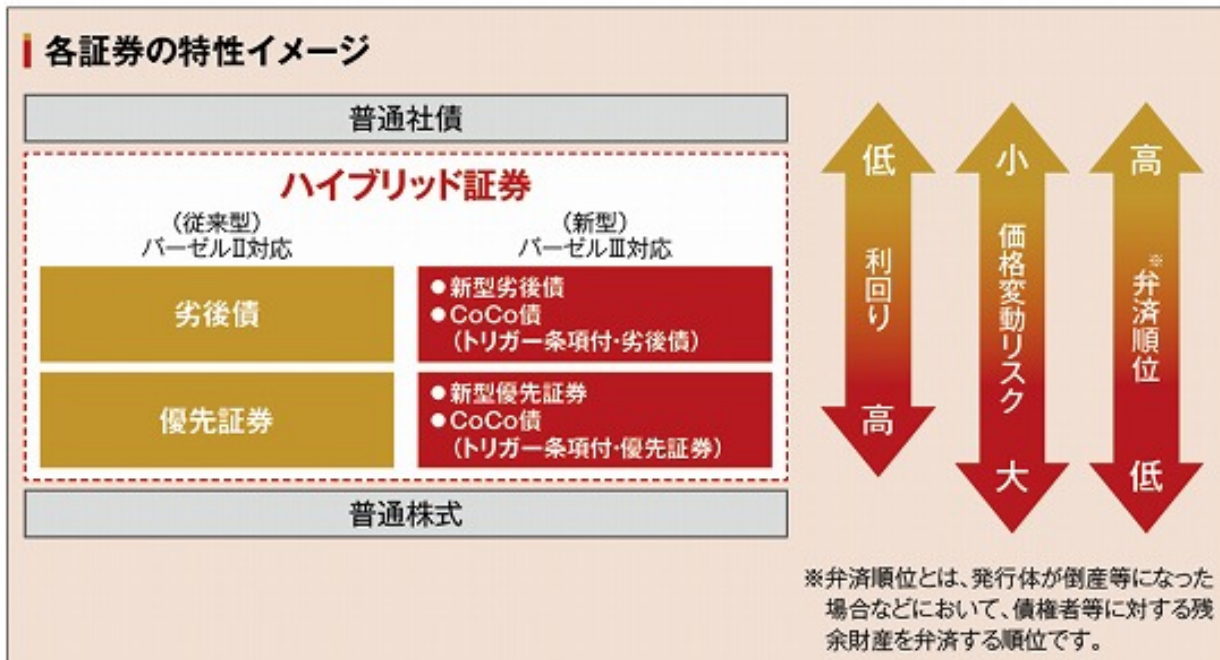 各証券の特性イメージ
普通社債
ハイブリッド証券
（従来型）
バーゼルⅡ対応
（新型）
バーゼルⅢ対応
劣後債
●新型劣後債
●CoCo債
（トリガー条項付・劣後債）
優先証券
●新型優先証券
●CoCo債
（トリガー条項付・優先証券）
普通株式
低
利回り
高
小
価格変動リスク
大
高
※弁済順位
低
※弁済順位とは、発行体が倒産等になった
場合などにおいて、債権者等に対する残
余財産を弁済する順位です。